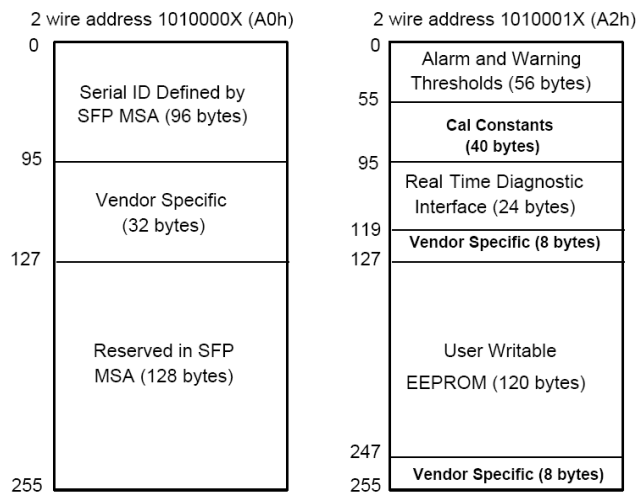 2 wire address 1010000X (A0h)
0
Serial ID Defined by
SFP MSA (96 bytes)
95
Vendor Specific
(32 bytes)
127
Reserved in SFP
MSA (128 bytes)
255
2 wire address 1010001X (A2h)
0
Alarm and Warning
Thresholds (56 bytes)
55
Cal Constants
(40 bytes)
95
Real Time Diagnostic
Interface (24 bytes)
119
Vendor Specific (8 bytes)
127
User Writable
EEPROM (120 bytes)
247
Vendor Specific (8 bytes)
255